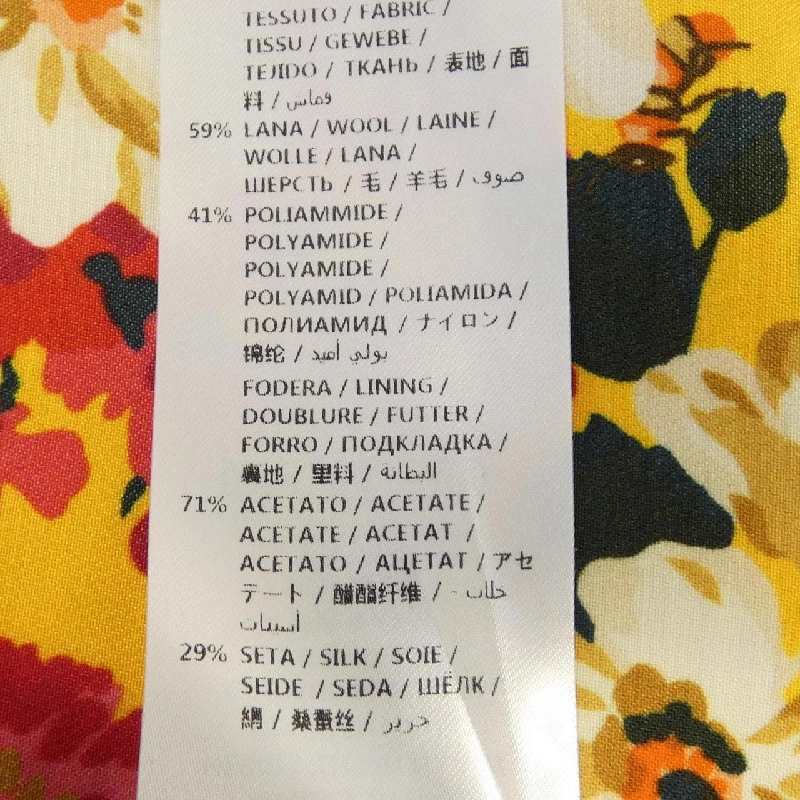 TESSUTO / FABRIC /
TISSU / GEWEBE /
TEJIDO / ТКАНЬ / 表地 / 面
料 / قماش
59% LANA / WOOL / LAINE /
WOLLE / LANA /
ШЕРСТЬ / 毛 / 羊毛 / صوف
41% POLIAMMIDE /
POLYAMIDE /
POLYAMIDE /
POLYAMID / POLIAMIDA /
ПОЛИАМИД / ナイロン /
锦纶 / بولي أميد
FODERA / LINING /
DOUBLURE / FUTTER /
FORRO / ПОДКЛАДКА /
裏地 / 里料 / البطانة
71% ACETATO / ACETATE /
ACETATE / ACETAT /
ACETATO / АЦЕТАТ / アセ
テート / 醋酯纤维 / خلات -
أسيتات
29% SETA / SILK / SOIE /
SEIDE / SEDA / ШЁЛК /
絹 / 桑蚕丝 / حرير